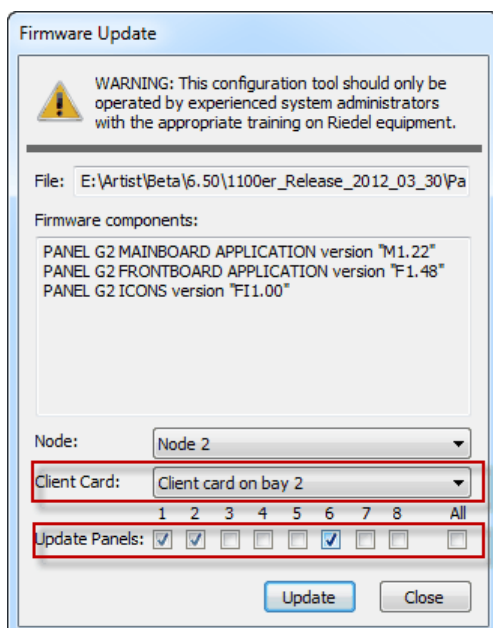 Firmware Update
WARNING: This configuration tool should only be
operated by experienced system administrators
with the appropriate training on Riedel equipment.
File: E:\Artist\Beta\6.50\1100er_Release_2012_03_30\Pa
Firmware components:
PANEL G2 MAINBOARD APPLICATION version "M1.22"
PANEL G2 FRONTBOARD APPLICATION version "F1.48"
PANEL G2 ICONS version "FI1.00"
Node: Node 2
Client Card: Client card on bay 2
1 2 3 4 5 6 7 8 All
Update Panels:
Update Close